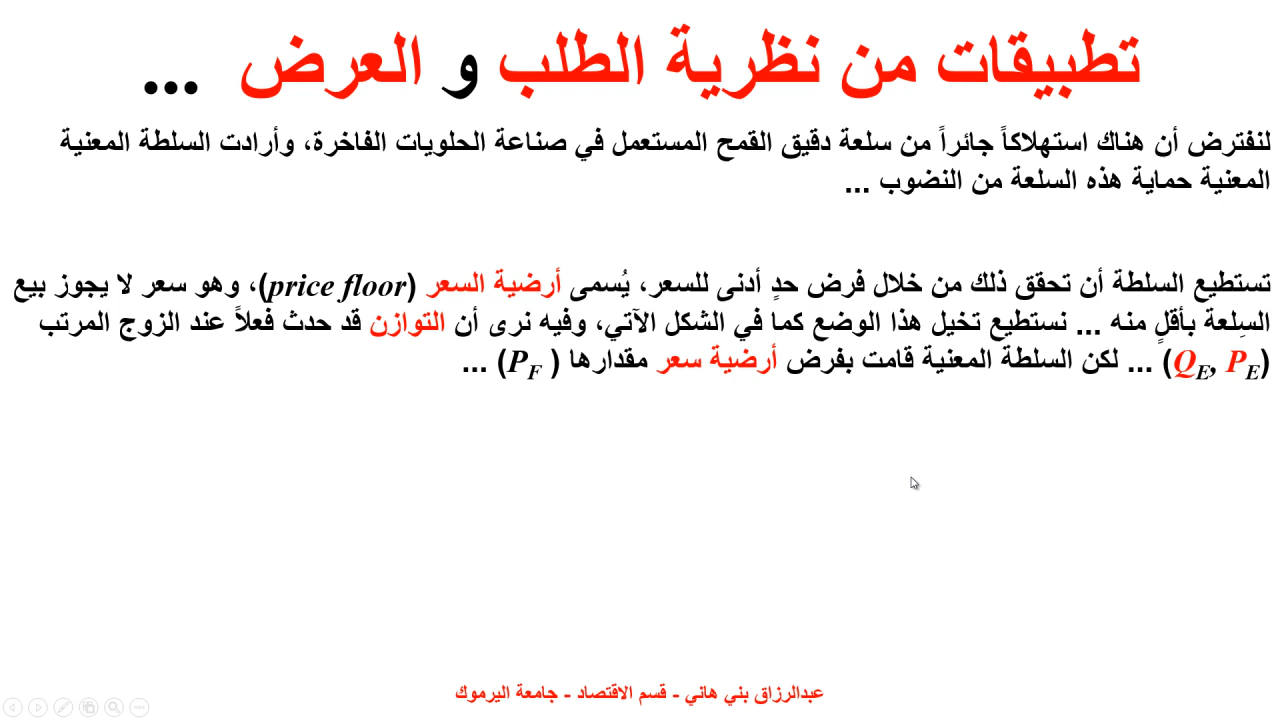 تطبيقات من نظرية الطلب و العرض ...
لنفترض أن هناك استهلاكاً جائراً من سلعة دقيق القمح المستعمل في صناعة الحلويات الفاخرة، وأرادت السلطة المعنية
المعنية حماية هذه السلعة من النضوب ...
تستطيع السلطة أن تحقق ذلك من خلال فرض حدٍ أدنى للسعر، يُسمى أرضية السعر (price floor)، وهو سعر لا يجوز بيع
السِلعة بأقلٍ منه ... نستطيع تخيل هذا الوضع كما في الشكل الآتي، وفيه نرى أن التوازن قد حدث فعلاً عند الزوج المرتب
(Q_E, P_E) ... لكن السلطة المعنية قامت بفرض أرضية سعر مقدارها ( P_F) ...
عبدالرزاق بني هاني - قسم الاقتصاد - جامعة اليرموك